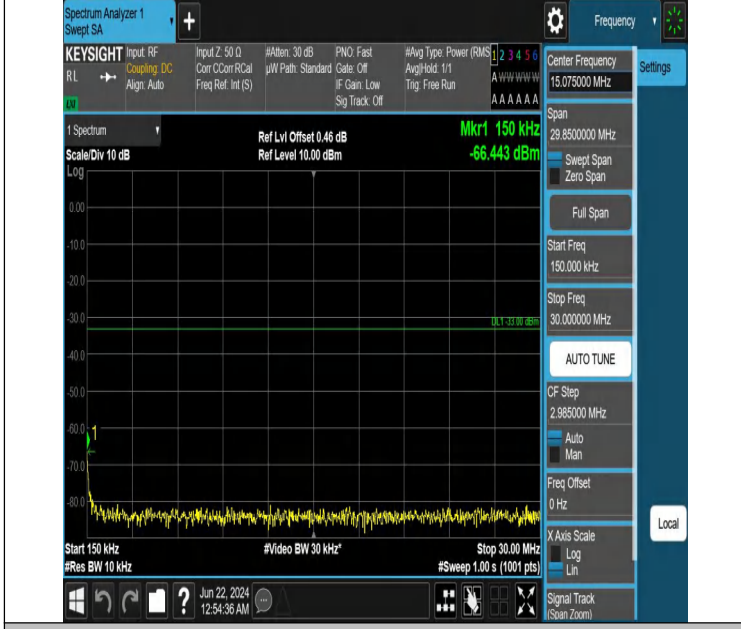 Spectrum Analyzer 1
Swept SA
+
Frequency
KEYSIGHT
RL
LXI
Input: RF
Coupling: DC
Align: Auto
Input Z: 50 Ω
Corr CCorr RCal
Freq Ref: Int (S)
#Atten: 30 dB
µW Path: Standard
PNO: Fast
Gate: Off
IF Gain: Low
Sig Track: Off
#Avg Type: Power (RMS
Avg|Hold: 1/1
Trig: Free Run
1 2 3 4 5 6
A W W W W W
A A A A A A
1 Spectrum
Scale/Div 10 dB
Log
Ref Lvl Offset 0.46 dB
Ref Level 10.00 dBm
Mkr1 150 kHz
-66.443 dBm
0.00
-10.0
-20.0
-30.0
DL1 -33.00 dBm
-40.0
-50.0
-60.0
1
-70.0
-80.0
Start 150 kHz
#Res BW 10 kHz
#Video BW 30 kHz*
Stop 30.00 MHz
#Sweep 1.00 s (1001 pts)
Jun 22, 2024
12:54:36 AM
?
Center Frequency
15.075000 MHz
Settings
Span
29.8500000 MHz
Swept Span
Zero Span
Full Span
Start Freq
150.000 kHz
Stop Freq
30.000000 MHz
AUTO TUNE
CF Step
2.985000 MHz
Auto
Man
Freq Offset
0 Hz
X Axis Scale
Log
Lin
Local
Signal Track
(Span Zoom)